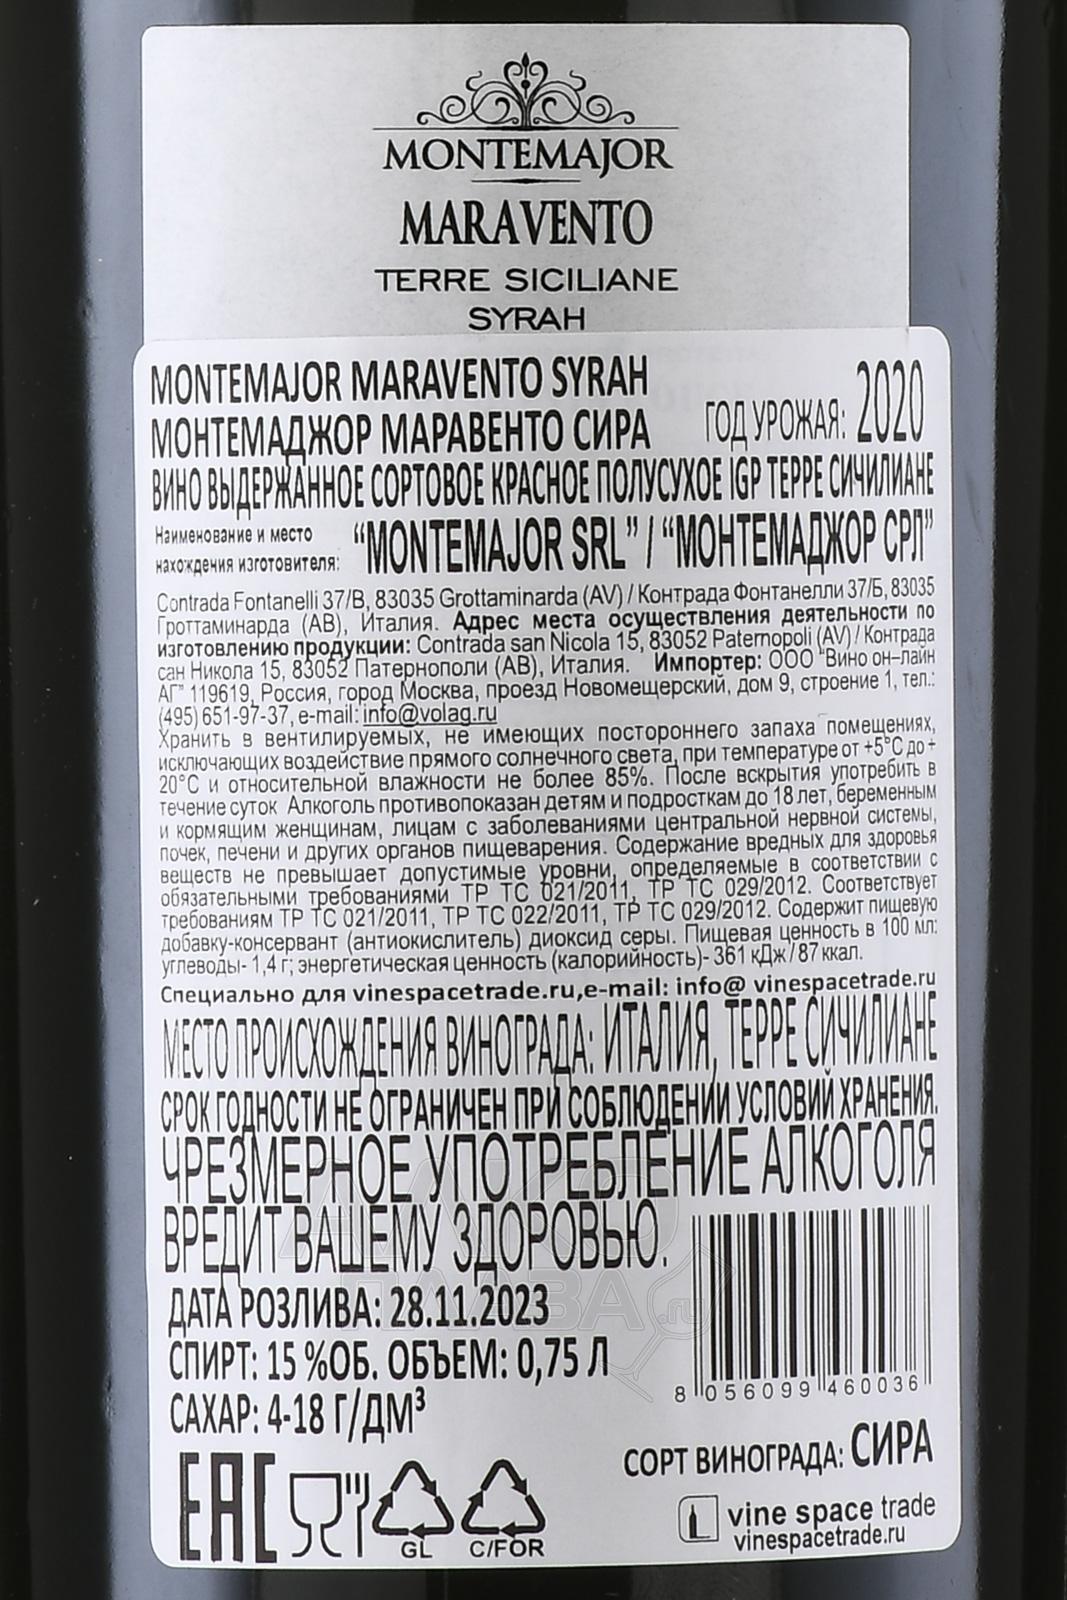 MONTEMAJOR
MARAVENTO
TERRE SICILIANE
SYRAH
MONTEMAJOR MARAVENTO SYRAH
МОНТЕМАДЖОР МАРАВЕНТО СИРА
ГОД УРОЖАЯ: 2020
ВИНО ВЫДЕРЖАННОЕ СОРТОВОЕ КРАСНОЕ ПОЛУСУХОЕ IGP ТЕРРЕ СИЧИЛИАНЕ
Наименование и место
нахождения изготовителя: “MONTEMAJOR SRL” / “МОНТЕМАДЖОР СРЛ”
Contrada Fontanelli 37/B, 83035 Grottaminarda (AV) / Контрада Фонтанелли 37/Б, 83035
Гроттаминарда (АВ), Италия. Адрес места осуществления деятельности по
изготовлению продукции: Contrada san Nicola 15, 83052 Paternopoli (AV) / Контрада
сан Никола 15, 83052 Патернополи (АВ), Италия. Импортер: ООО "Вино он-лайн
АГ" 119619, Россия, город Москва, проезд Новомещерский, дом 9, строение 1, тел.:
(495) 651-97-37, e-mail: info@volag.ru
Хранить в вентилируемых, не имеющих постороннего запаха помещениях,
исключающих воздействие прямого солнечного света, при температуре от +5°С до +
20°С и относительной влажности не более 85%. После вскрытия употребить в
течение суток Алкоголь противопоказан детям и подросткам до 18 лет, беременным
и кормящим женщинам, лицам с заболеваниями центральной нервной системы,
почек, печени и других органов пищеварения. Содержание вредных для здоровья
веществ не превышает допустимые уровни, определяемые в соответствии с
обязательными требованиями ТР ТС 021/2011, ТР ТС 029/2012. Соответствует
требованиям ТР ТС 021/2011, ТР ТС 022/2011, ТР ТС 029/2012. Содержит пищевую
добавку-консервант (антиокислитель) диоксид серы. Пищевая ценность в 100 мл:
углеводы- 1,4 г; энергетическая ценность (калорийность)- 361 кДж / 87 ккал.
Специально для vinespacetrade.ru,e-mail: info@ vinespacetrade.ru
МЕСТО ПРОИСХОЖДЕНИЯ ВИНОГРАДА: ИТАЛИЯ, ТЕРРЕ СИЧИЛИАНЕ
СРОК ГОДНОСТИ НЕ ОГРАНИЧЕН ПРИ СОБЛЮДЕНИИ УСЛОВИЙ ХРАНЕНИЯ.
ЧРЕЗМЕРНОЕ УПОТРЕБЛЕНИЕ АЛКОГОЛЯ
ВРЕДИТ ВАШЕМУ ЗДОРОВЬЮ.
АЛКО
ПЛАВА.ru
ДАТА РОЗЛИВА: 28.11.2023
СПИРТ: 15 %ОБ. ОБЪЕМ: 0,75 Л
САХАР: 4-18 Г/ДМ³
8 056099 460036
СОРТ ВИНОГРАДА: СИРА
EAC
GL
C/FOR
vine space trade
vinespacetrade.ru